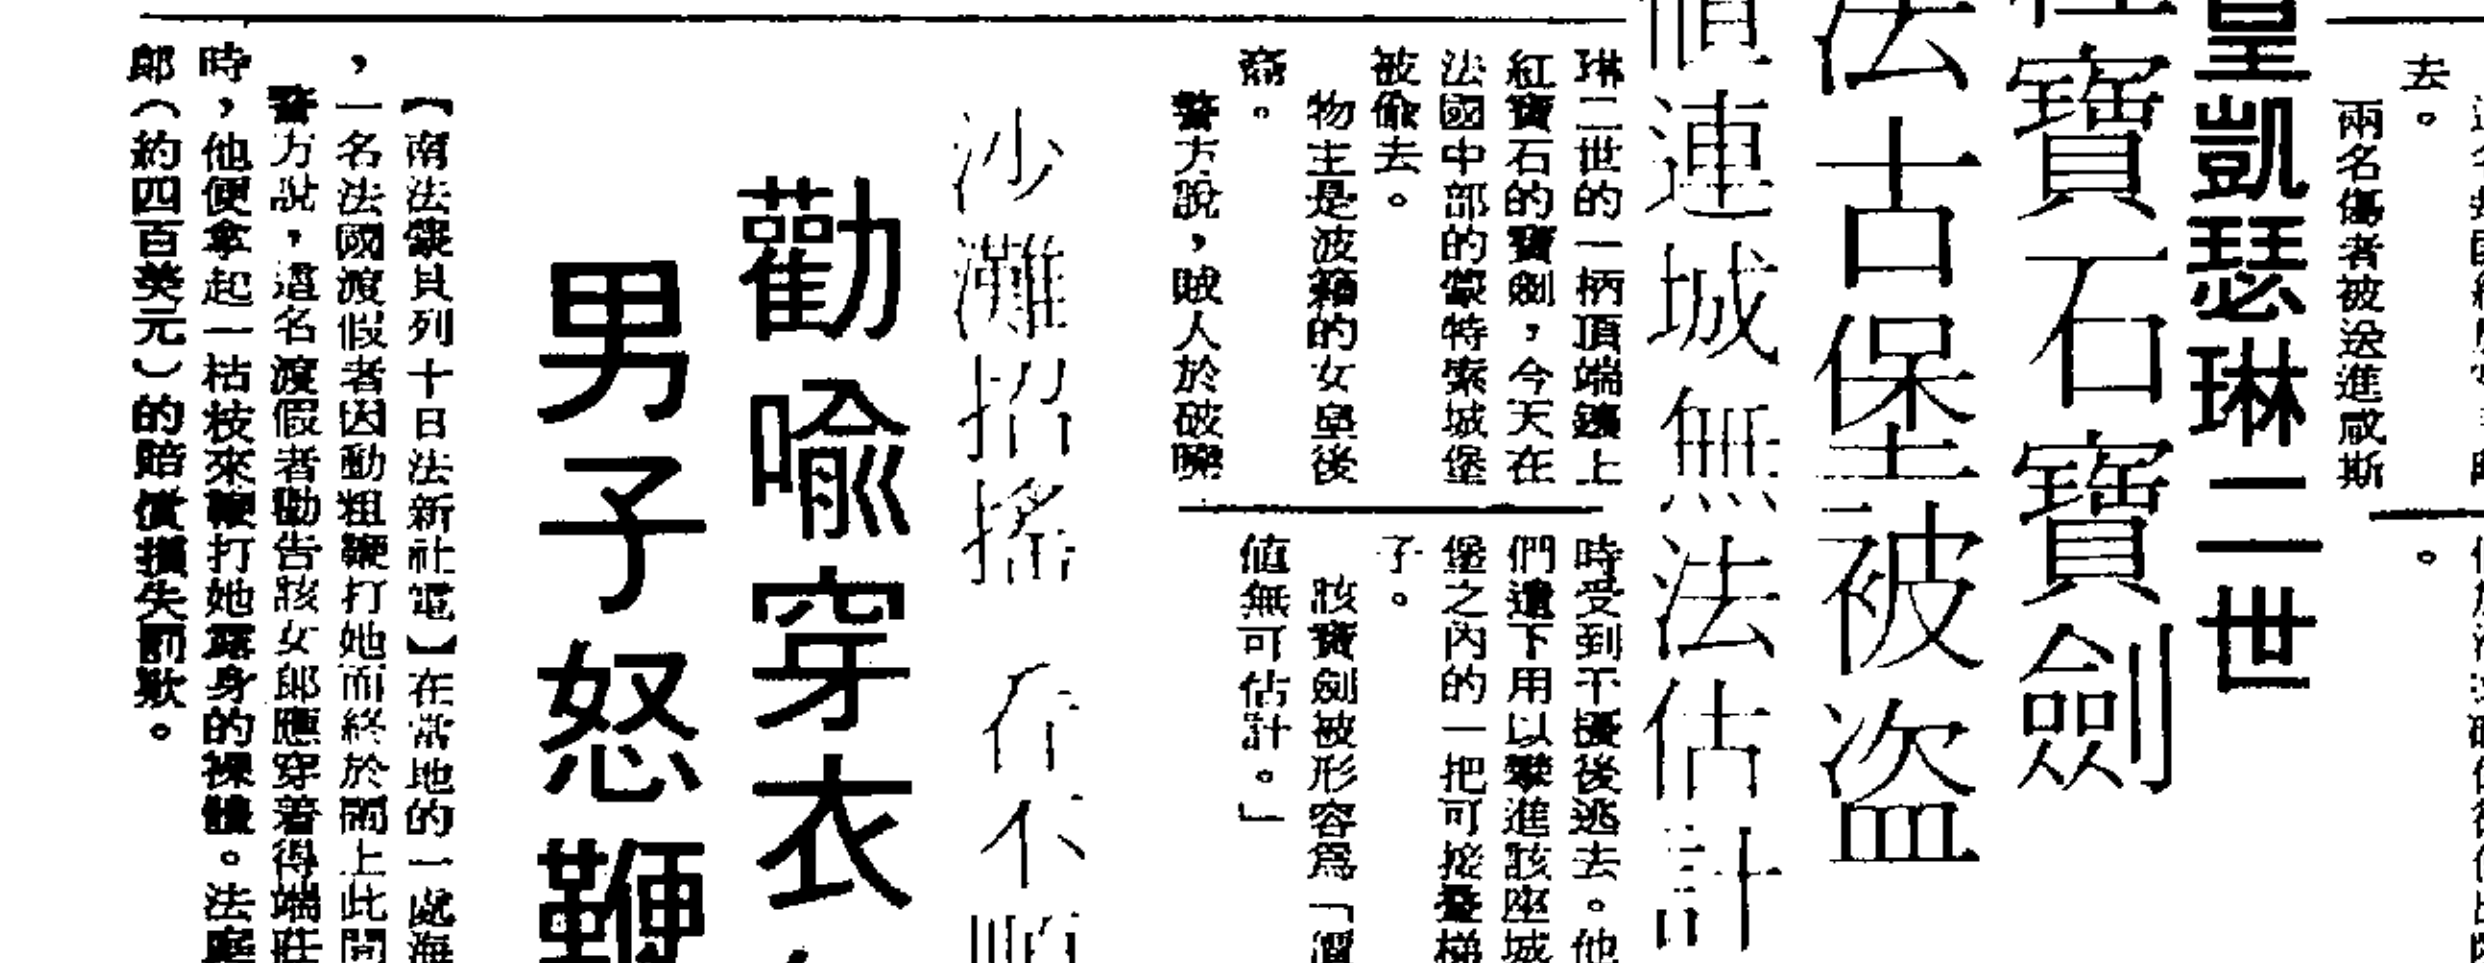 去。
兩名傷者被送進咸斯
皇凱瑟琳二世
寶石寶劍
法古堡被盜
值連城無法估計
琳二世的一柄頂端鑲上
紅寶石的寶劍，今天在
法國中部的蒙特索城堡
被偷去。
物主是波籍的女皇後
裔。
警方說，賊人於破曉
時受到干擾後逃去。他
們遺下用以攀進該座城
堡之內的一把可接疊梯
子。
該寶劍被形容為「價
值無可估計。」
沙灘招搖 存不
勸喩穿衣
男子怒鞭
【南法蒙貝列十日法新社電】在當地的一處海
，一名法國渡假者因動粗鞭打她而終於鬧上此間
警方說，這名渡假者勸告該女郎應穿著得端莊
時，他便拿起一枯枝來鞭打她露身的裸體。法庭
郎（約四百美元）的賠償損失罰款。